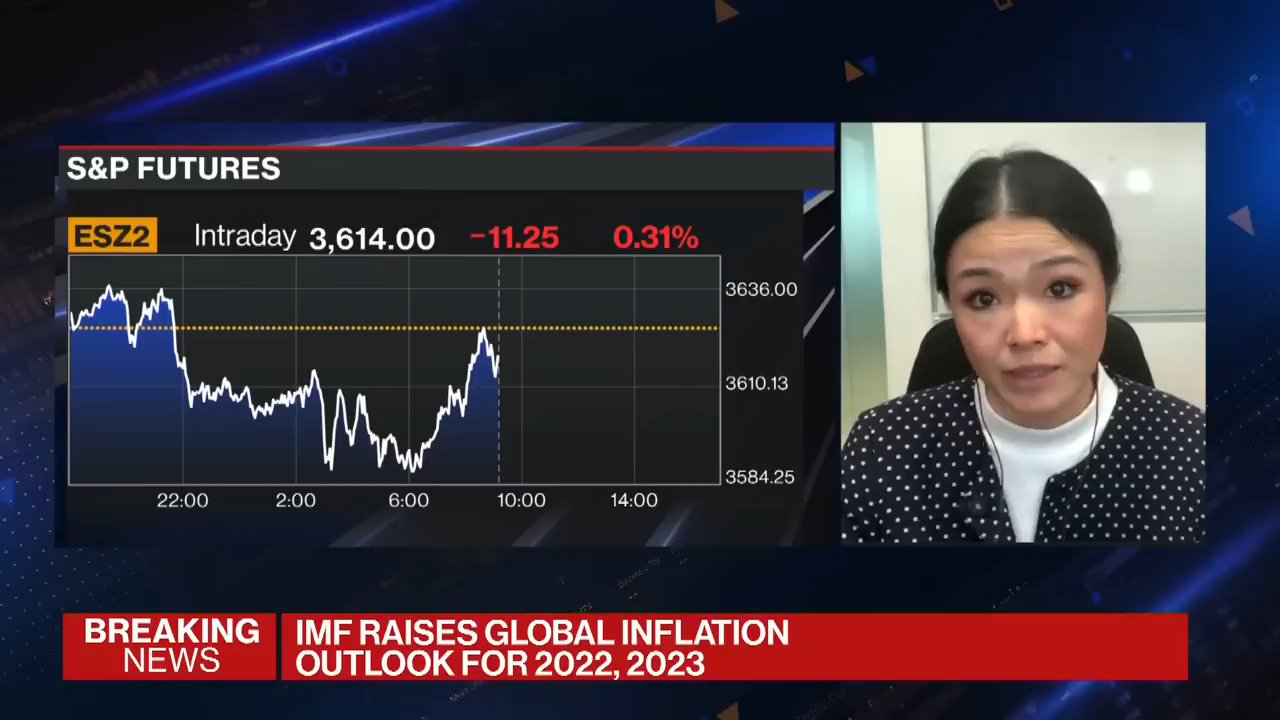 S&P FUTURES
ESZ2 Intraday 3,614.00 −11.25 0.31%
3636.00
3610.13
3584.25
22:00 2:00 6:00 10:00 14:00
BREAKING NEWS
IMF RAISES GLOBAL INFLATION
OUTLOOK FOR 2022, 2023